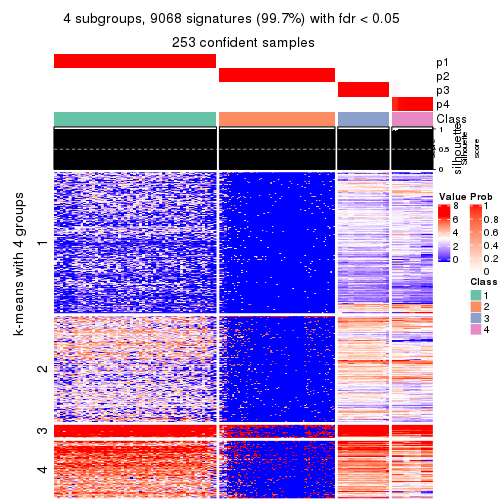 4 subgroups, 9068 signatures (99.7%) with fdr < 0.05
253 confident samples
p1
p2
p3
p4
Class
1
0.5
0
silhouette
Silhouette
score
k-means with 4 groups
1
2
3
4
Value
8
6
4
2
0
Prob
1
0.8
0.6
0.4
0.2
0
Class
1
2
3
4